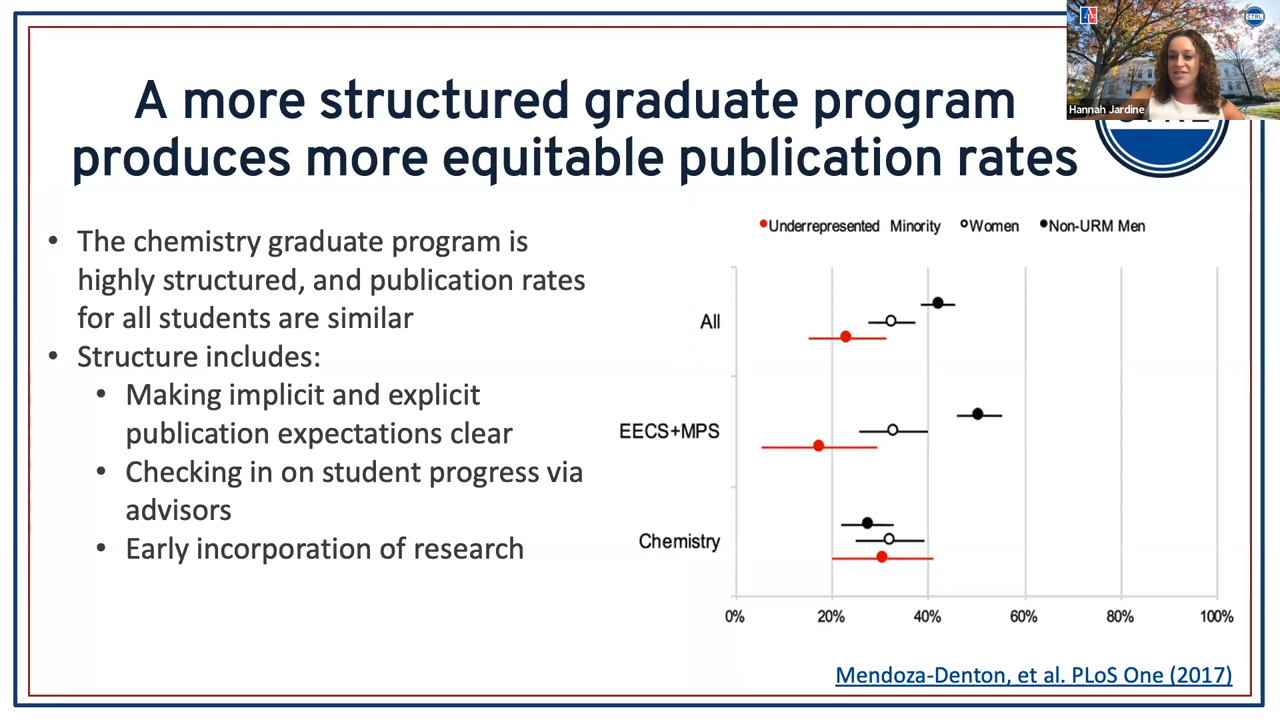 Hannah Jardine
A more structured graduate program
produces more equitable publication rates
• The chemistry graduate program is
highly structured, and publication rates
for all students are similar
• Structure includes:
• Making implicit and explicit
publication expectations clear
• Checking in on student progress via
advisors
• Early incorporation of research
Underrepresented Minority Women Non-URM Men
All
EECS+MPS
Chemistry
0% 20% 40% 60% 80% 100%
Mendoza-Denton, et al. PLoS One (2017)